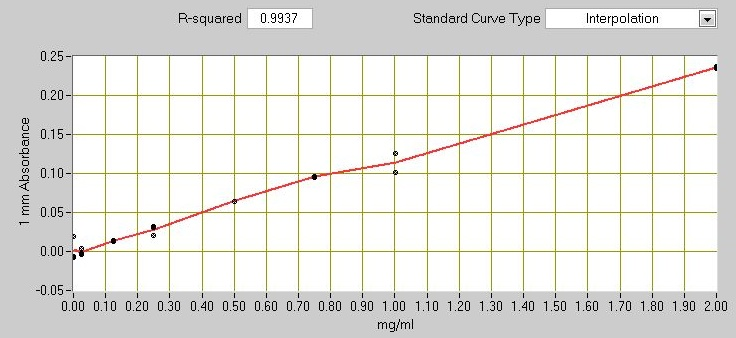 R-squared 0.9937 Standard Curve Type Interpolation
0.25
0.20
0.15
0.10
0.05
0.00
-0.05
1 mm Absorbance
0.00 0.10 0.20 0.30 0.40 0.50 0.60 0.70 0.80 0.90 1.00 1.10 1.20 1.30 1.40 1.50 1.60 1.70 1.80 1.90 2.00
mg/ml